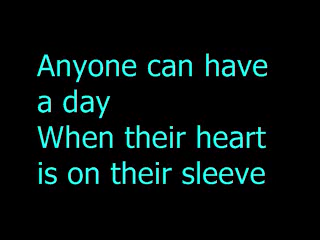 Anyone can have
a day
When their heart
is on their sleeve